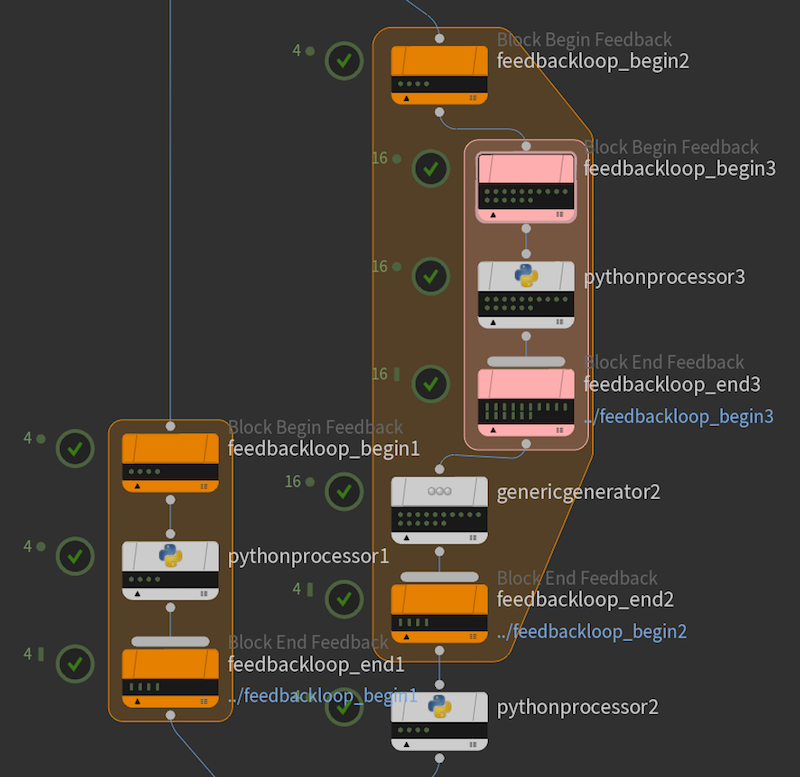 Block Begin Feedback
4
feedbackloop_begin2
Block Begin Feedback
16
feedbackloop_begin3
16
pythonprocessor3
Block End Feedback
16
feedbackloop_end3
../feedbackloop_begin3
Block Begin Feedback
4
feedbackloop_begin1
16
genericgenerator2
4
pythonprocessor1
Block End Feedback
4
feedbackloop_end2
../feedbackloop_begin2
Block End Feedback
4
feedbackloop_end1
../feedbackloop_begin1
pythonprocessor2